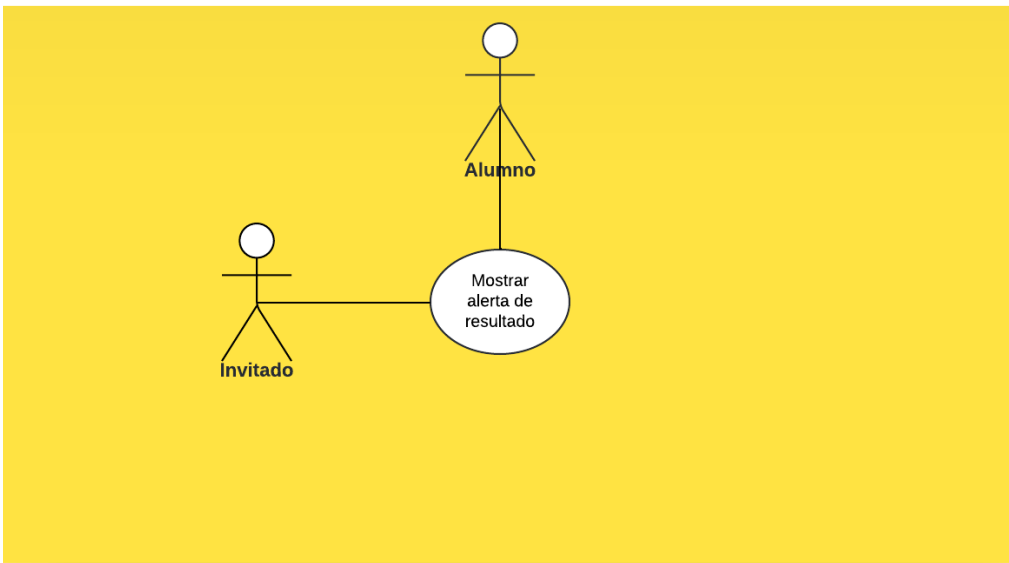 Alumno
Mostrar
alerta de
resultado
Invitado